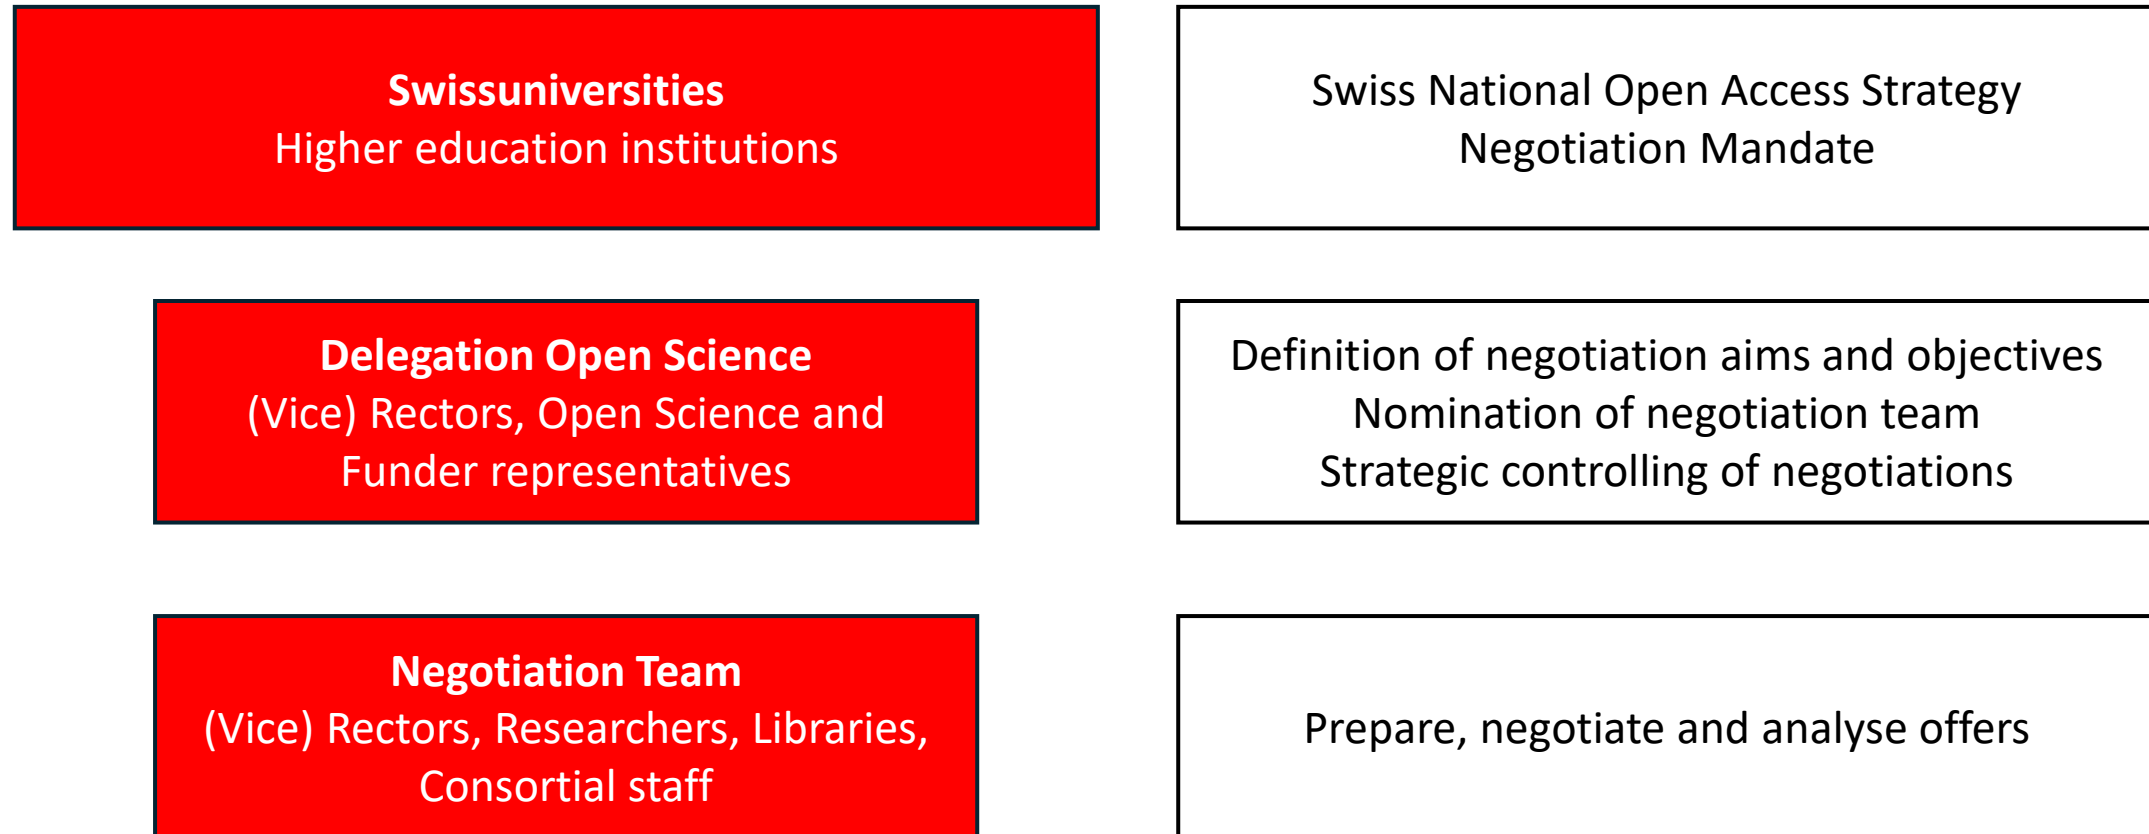 Swissuniversities
Higher education institutions
Swiss National Open Access Strategy
Negotiation Mandate
Delegation Open Science
(Vice) Rectors, Open Science and
Funder representatives
Definition of negotiation aims and objectives
Nomination of negotiation team
Strategic controlling of negotiations
Negotiation Team
(Vice) Rectors, Researchers, Libraries,
Consortial staff
Prepare, negotiate and analyse offers